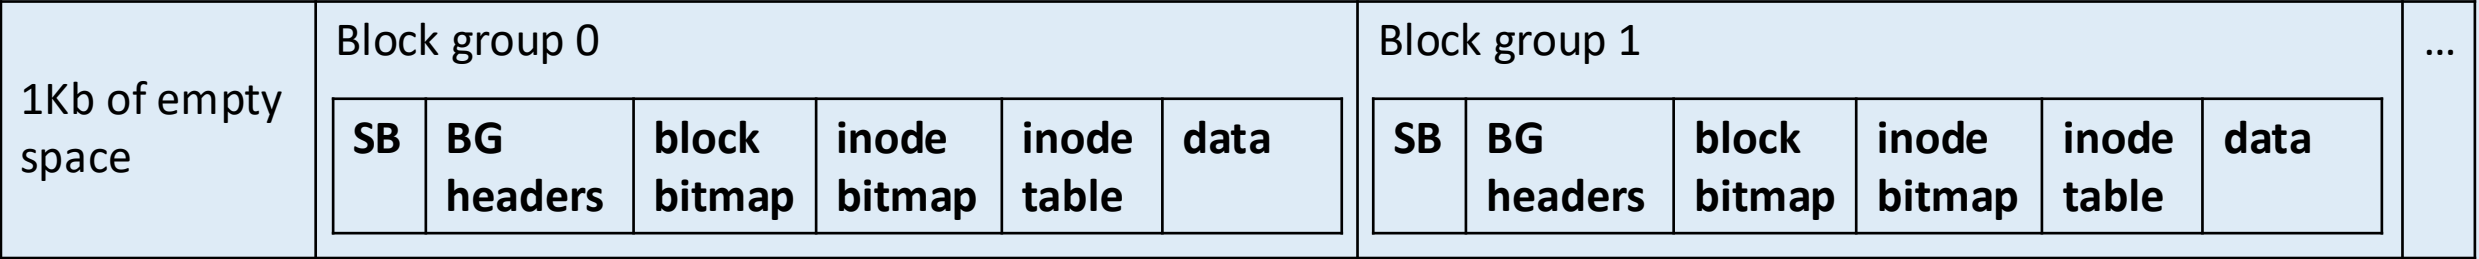 1Kb of empty
space
Block group 0
SB
BG
headers
block
bitmap
inode
bitmap
inode
table
data
Block group 1
SB
BG
headers
block
bitmap
inode
bitmap
inode
table
data
...